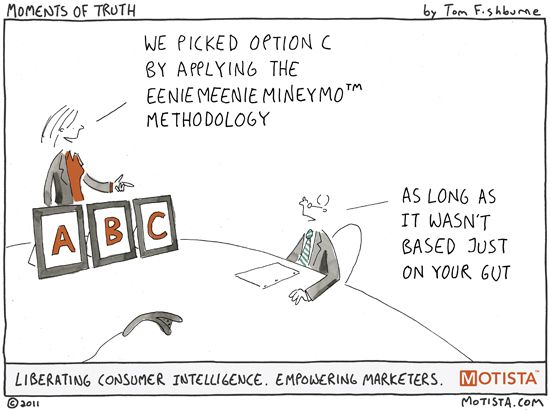 MOMENTS OF TRUTH
by Tom Fishburne
WE PICKED OPTION C
BY APPLYING THE
EENIEMEENIEMINEYMO™
METHODOLOGY
AS LONG AS
IT WASN'T
BASED JUST
ON YOUR GUT
A B C
LIBERATING CONSUMER INTELLIGENCE. EMPOWERING MARKETERS. MOTISTA™
©2011
MOTISTA.COM